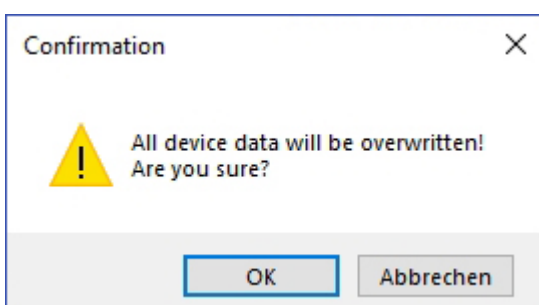 Confirmation
All device data will be overwritten!
Are you sure?
OK
Abbrechen